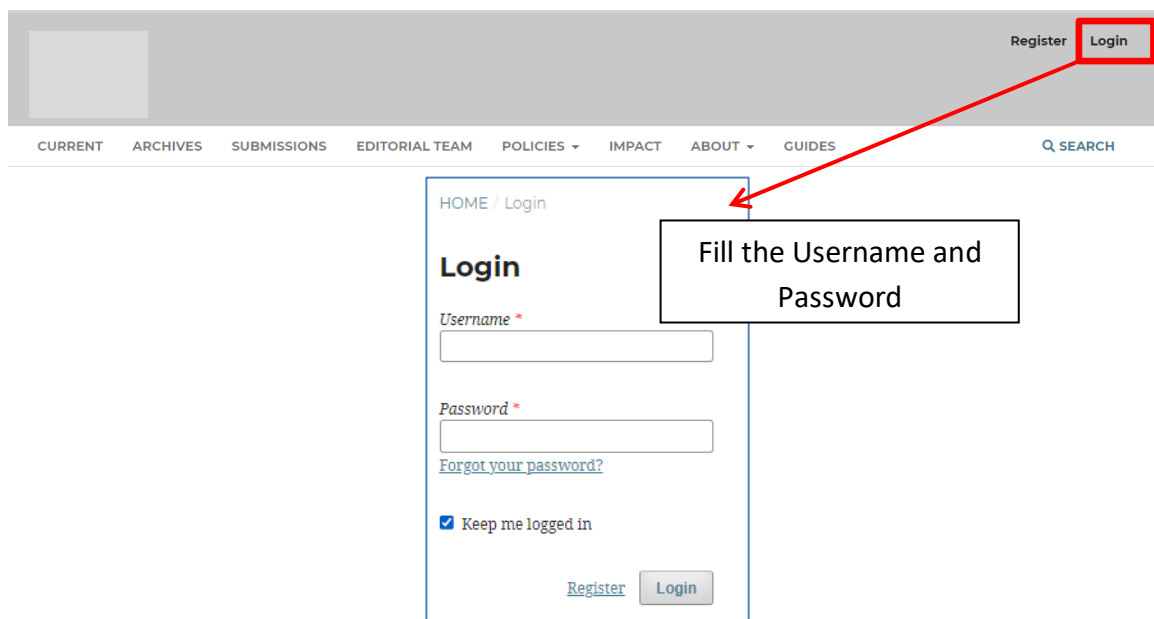 Register Login
CURRENT ARCHIVES SUBMISSIONS EDITORIAL TEAM POLICIES IMPACT ABOUT GUIDES SEARCH
HOME / Login
Fill the Username and
Password
Login
Username *
Password *
Forgot your password?
Keep me logged in
Register Login